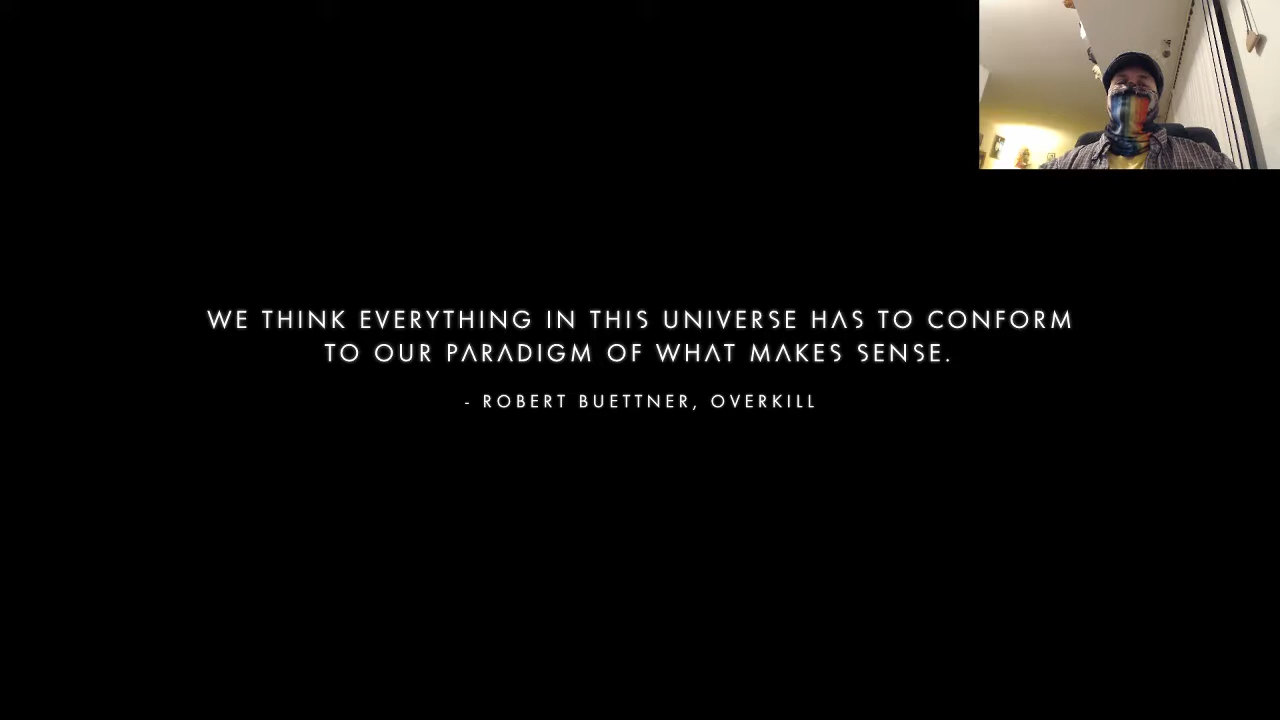 WE THINK EVERYTHING IN THIS UNIVERSE HAS TO CONFORM
TO OUR PARADIGM OF WHAT MAKES SENSE.
- ROBERT BUETTNER, OVERKILL